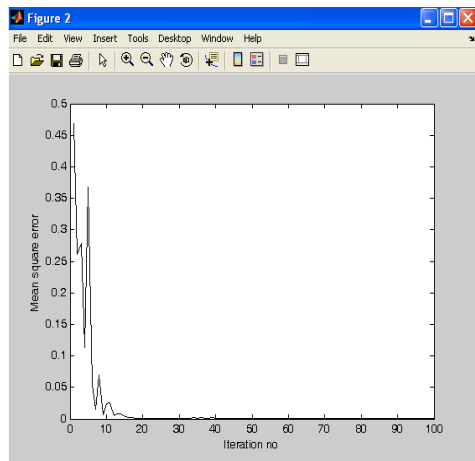 Figure 2
File Edit View Insert Tools Desktop Window Help
0.5
0.45
0.4
0.35
0.3
0.25
0.2
0.15
0.1
0.05
0
Mean square error
0 10 20 30 40 50 60 70 80 90 100
Iteration no